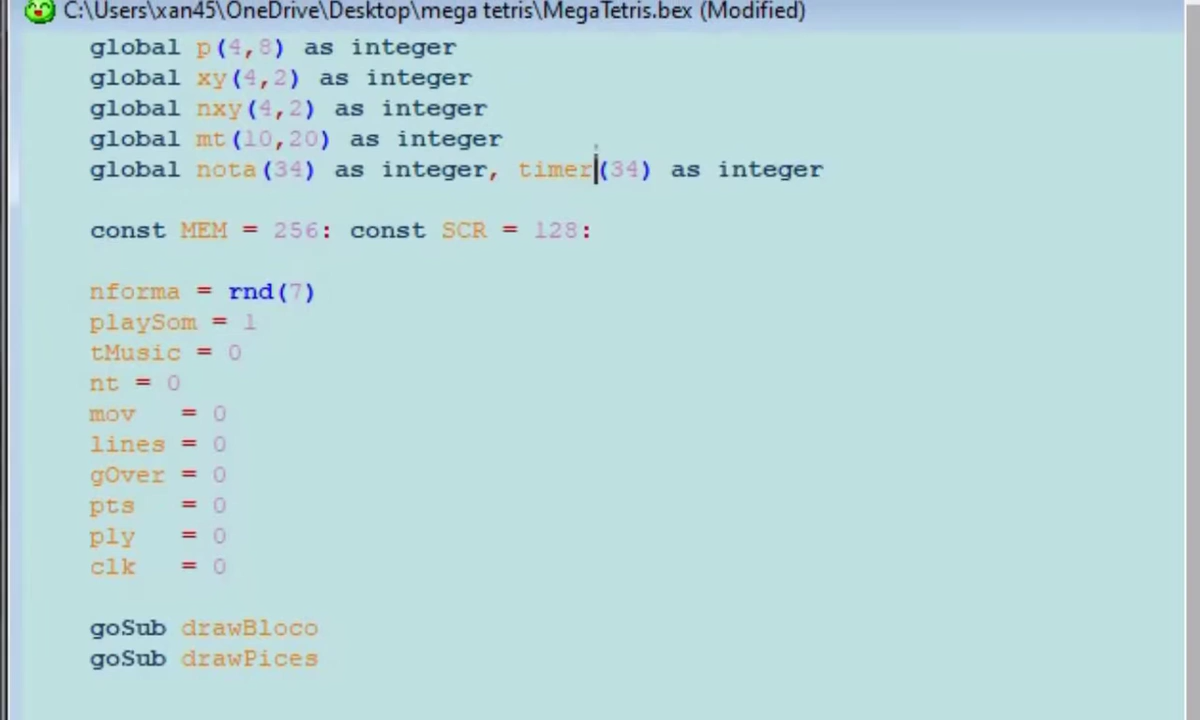 C:\Users\xan45\OneDrive\Desktop\mega tetris\MegaTetris.bex (Modified)
global p(4,8) as integer
global xy(4,2) as integer
global nxy(4,2) as integer
global mt(10,20) as integer
global nota(34) as integer, timer(34) as integer
const MEM = 256: const SCR = 128:
nforma = rnd(7)
playSom = 1
tMusic = 0
nt = 0
mov   = 0
lines = 0
gOver = 0
pts   = 0
ply   = 0
clk   = 0
goSub drawBloco
goSub drawPices